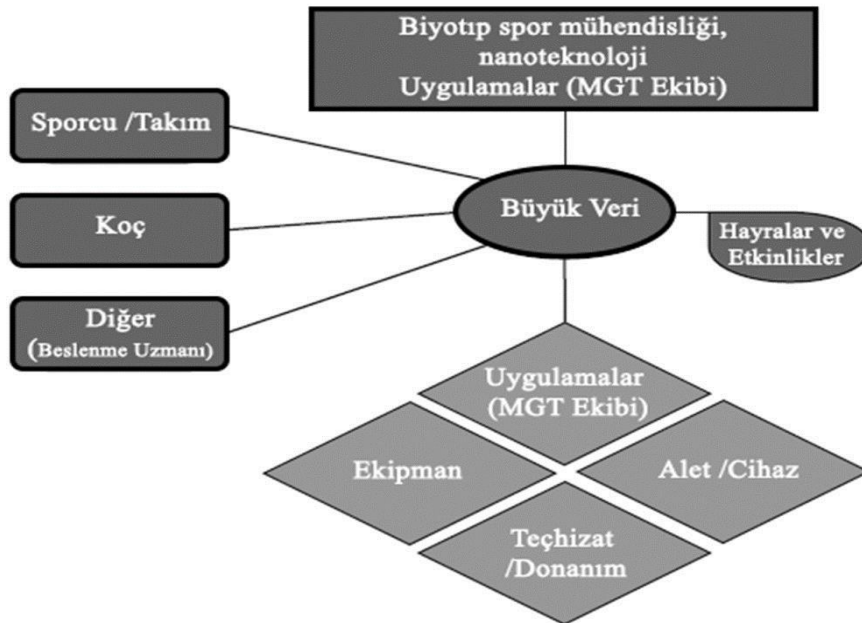 Biyotıp spor mühendisliği,
nanoteknoloji
Uygulamalar (MGT Ekibi)
Sporcu /Takım
Koç
Diğer
(Beslenme Uzmanı)
Büyük Veri
Hayralar ve
Etkinlikler
Uygulamalar
(MGT Ekibi)
Ekipman
Alet /Cihaz
Teçhizat
/Donanım